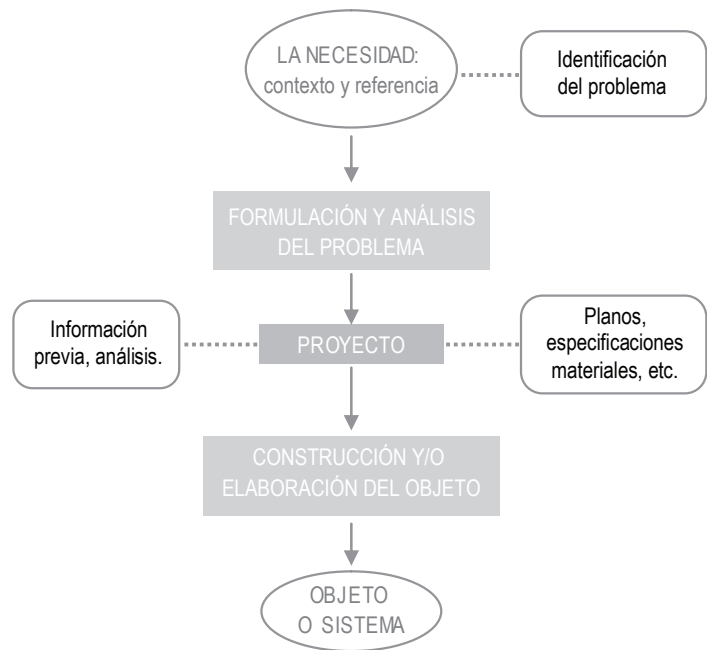 LA NECESIDAD:
contexto y referencia
Identificación
del problema
FORMULACIÓN Y ANÁLISIS
DEL PROBLEMA
Información
previa, análisis.
PROYECTO
Planos,
especificaciones
materiales, etc.
CONSTRUCCIÓN Y/O
ELABORACIÓN DEL OBJETO
OBJETO
O SISTEMA